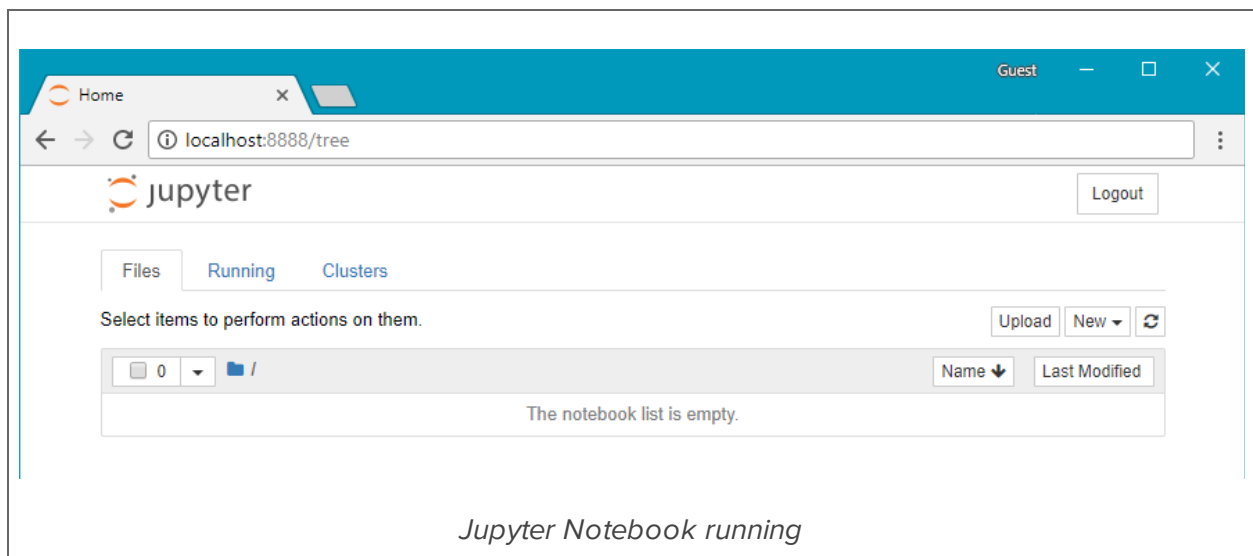 Guest
Home
localhost:8888/tree
jupyter
Logout
Files Running Clusters
Select items to perform actions on them.
Upload New
0 / Name Last Modified
The notebook list is empty.
Jupyter Notebook running